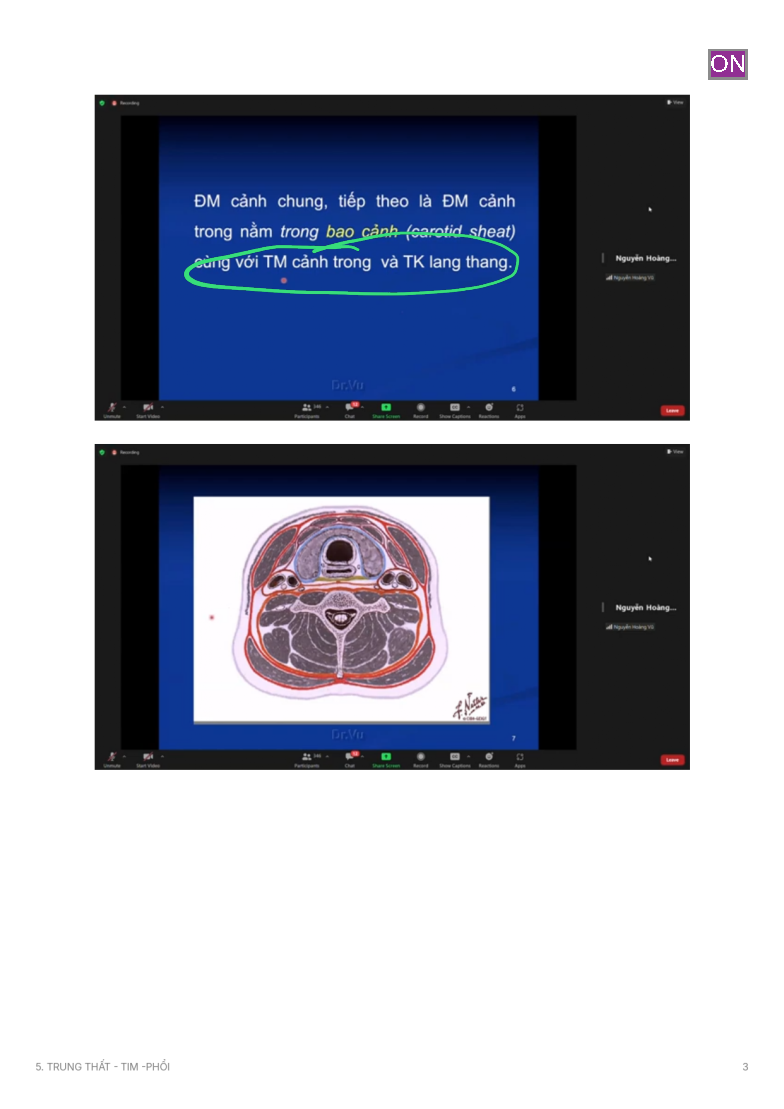 ON
Recording
View
ĐM cảnh chung, tiếp theo là ĐM cảnh
trong nằm trong bao cảnh (carotid sheat)
cùng với TM cảnh trong và TK lang thang.
Nguyễn Hoàng...
Nguyễn Hoàng Vũ
Dr.Vu
6
Unmute
Start Video
Participants
146
Chat
Share Screen
Record
Show Captions
Reactions
Apps
Leave
Recording
View
Nguyễn Hoàng...
Nguyễn Hoàng Vũ
Dr.Vu
7
Unmute
Start Video
Participants
146
Chat
Share Screen
Record
Show Captions
Reactions
Apps
Leave
5. TRUNG THẤT - TIM -PHỔI
3